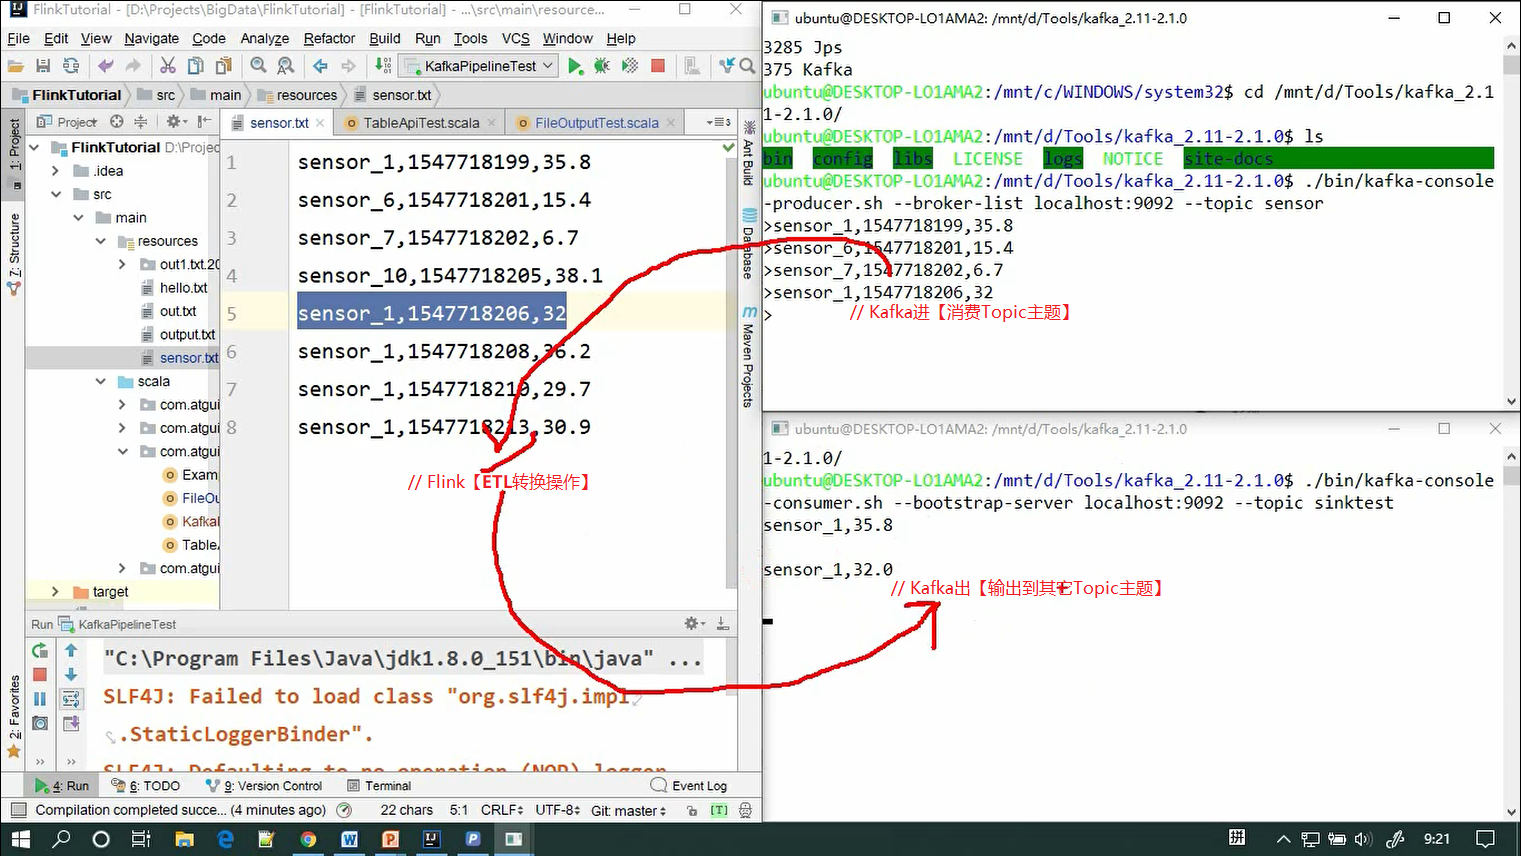 FlinkTutorial - [D:\Projects\BigData\FlinkTutorial] - [FlinkTutorial] - ...\src\main\resource...
File Edit View Navigate Code Analyze Refactor Build Run Tools VCS Window Help
KafkaPipelineTest
FlinkTutorial src main resources sensor.txt
Project
sensor.txt TableApiTest.scala FileOutputTest.scala
1: Project
7: Structure
2: Favorites
FlinkTutorial D:\Projec
.idea
src
main
resources
out1.txt.20
hello.txt
out.txt
output.txt
sensor.txt
scala
com.atgui
com.atgui
com.atgui
Exam
FileOu
Kafkal
TableA
com.atgui
target
1 sensor_1,1547718199,35.8
2 sensor_6,1547718201,15.4
3 sensor_7,1547718202,6.7
4 sensor_10,1547718205,38.1
5 sensor_1,1547718206,32
6 sensor_1,1547718208,36.2
7 sensor_1,1547718210,29.7
8 sensor_1,1547718213,30.9
// Flink【ETL转换操作】
Ant Build
Database
Maven Projects
Run KafkaPipelineTest
"C:\Program Files\Java\jdk1.8.0_151\bin\java" ...
SLF4J: Failed to load class "org.slf4j.impl
.StaticLoggerBinder".
SLF4J: Defaulting to no-operation (NOP) logger
4: Run 6: TODO 9: Version Control Terminal Event Log
Compilation completed succe... (4 minutes ago) 22 chars 5:1 CRLF UTF-8 Git: master [T]
ubuntu@DESKTOP-LO1AMA2: /mnt/d/Tools/kafka_2.11-2.1.0
3285 Jps
375 Kafka
ubuntu@DESKTOP-LO1AMA2:/mnt/c/WINDOWS/system32$ cd /mnt/d/Tools/kafka_2.1
1-2.1.0/
ubuntu@DESKTOP-LO1AMA2:/mnt/d/Tools/kafka_2.11-2.1.0$ ls
bin config libs LICENSE logs NOTICE site-docs
ubuntu@DESKTOP-LO1AMA2:/mnt/d/Tools/kafka_2.11-2.1.0$ ./bin/kafka-console
-producer.sh --broker-list localhost:9092 --topic sensor
>sensor_1,1547718199,35.8
>sensor_6,1547718201,15.4
>sensor_7,1547718202,6.7
>sensor_1,1547718206,32
>
// Kafka进【消费Topic主题】
ubuntu@DESKTOP-LO1AMA2: /mnt/d/Tools/kafka_2.11-2.1.0
1-2.1.0/
ubuntu@DESKTOP-LO1AMA2:/mnt/d/Tools/kafka_2.11-2.1.0$ ./bin/kafka-console
-consumer.sh --bootstrap-server localhost:9092 --topic sinktest
sensor_1,35.8
sensor_1,32.0
// Kafka出【输出到其它Topic主题】
9:21